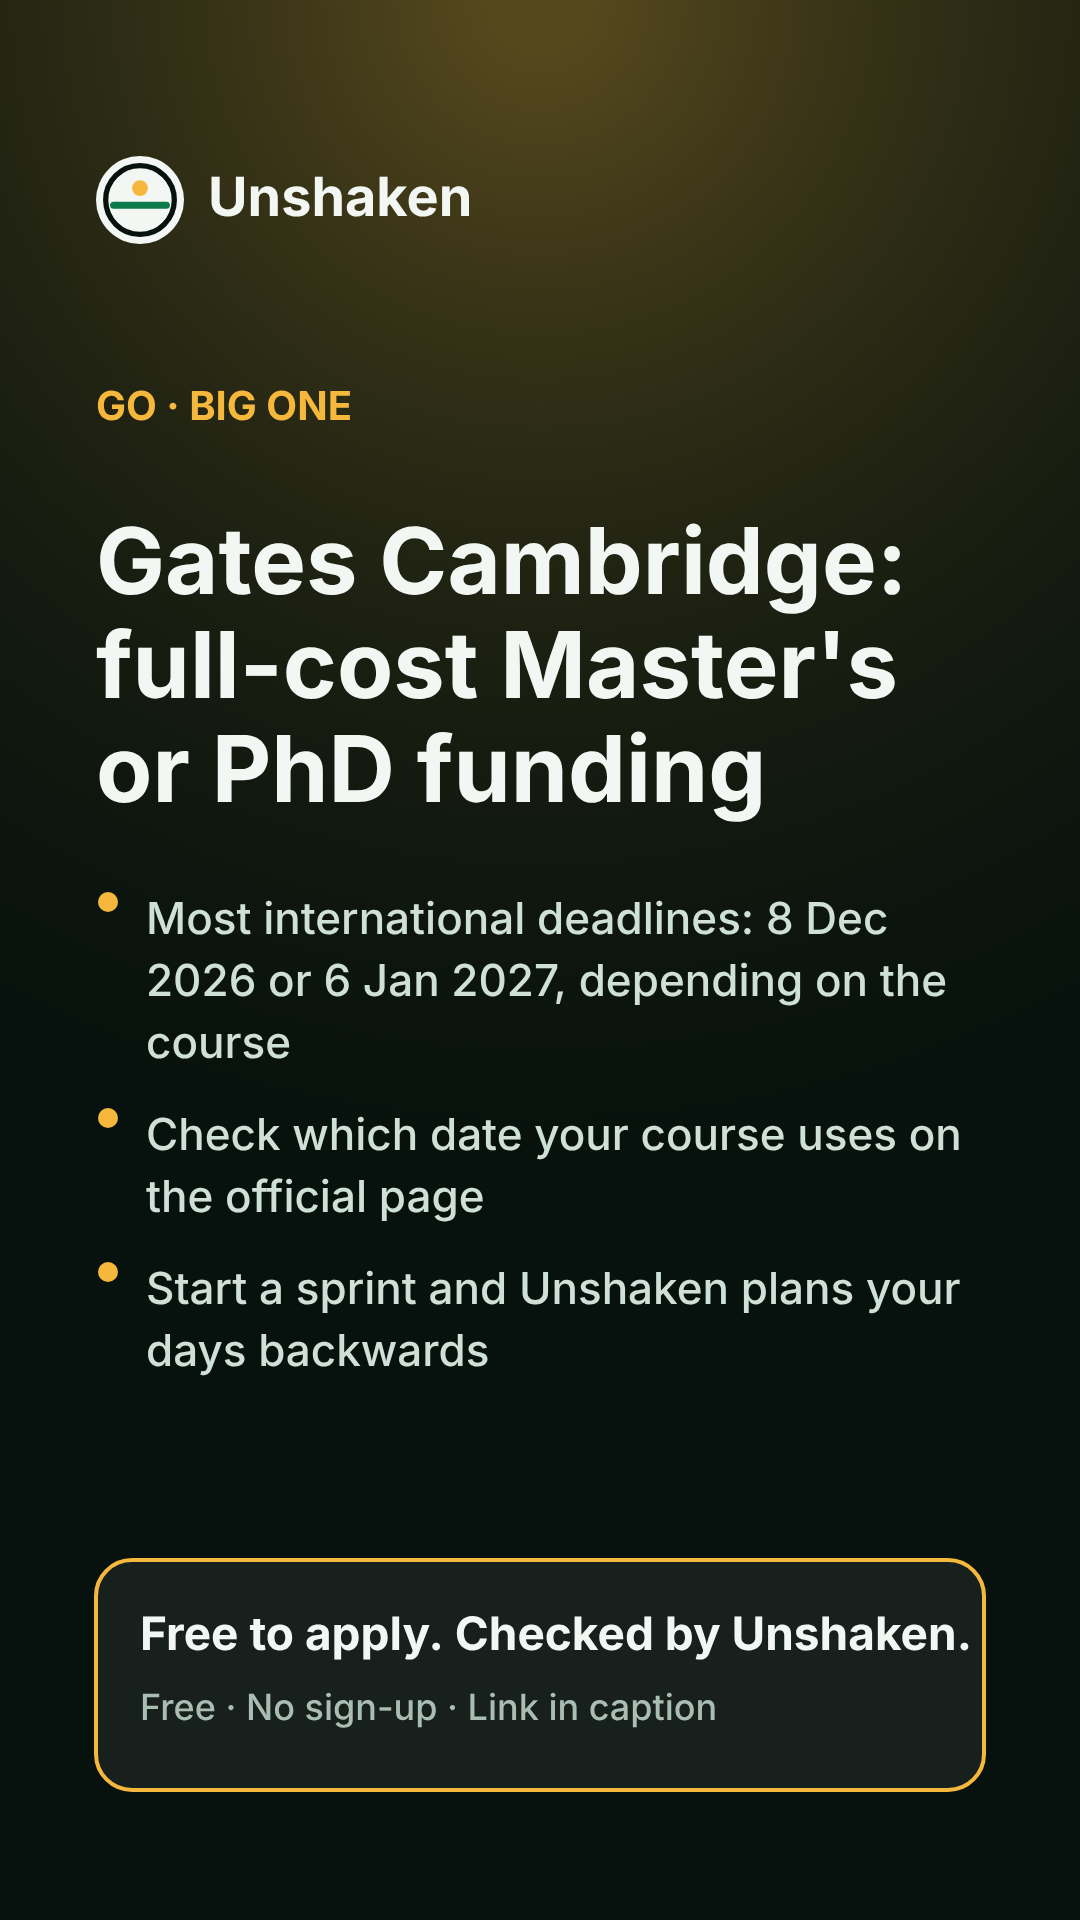 Unshaken
GO · BIG ONE
Gates Cambridge:
full-cost Master's
or PhD funding
Most international deadlines: 8 Dec
2026 or 6 Jan 2027, depending on the
course
Check which date your course uses on
the official page
Start a sprint and Unshaken plans your
days backwards
Free to apply. Checked by Unshaken.
Free · No sign-up · Link in caption